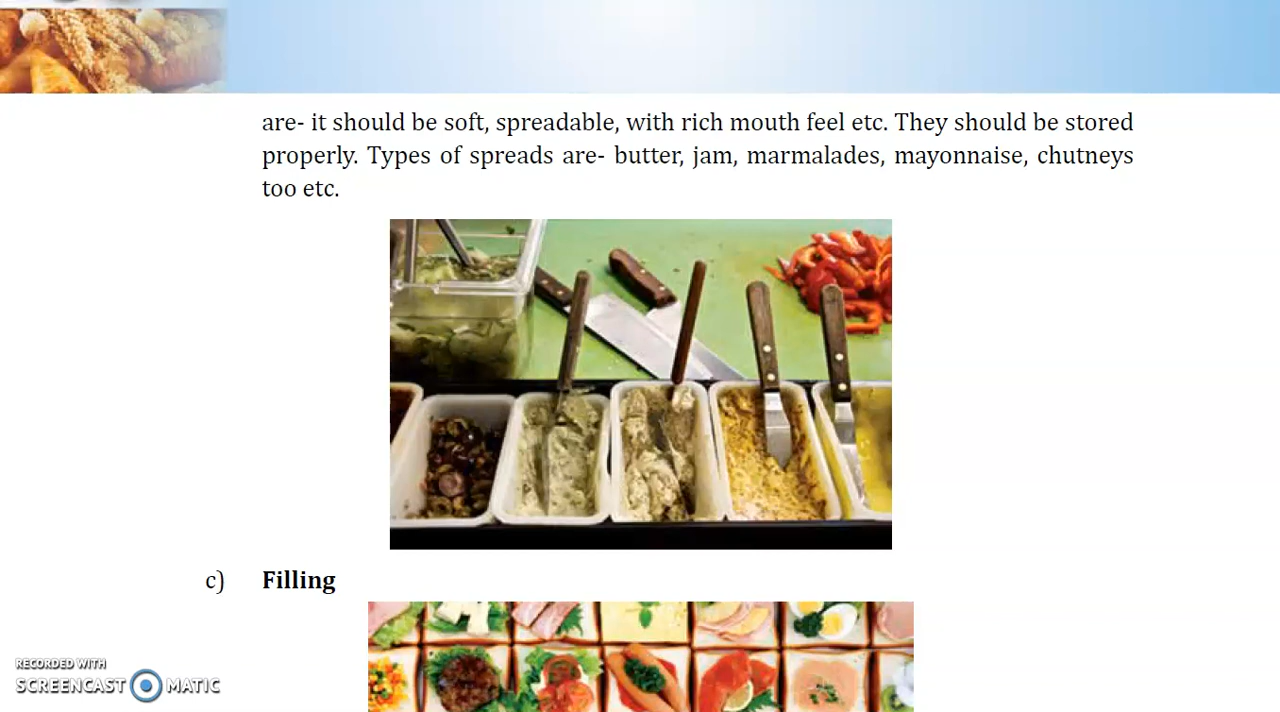 are- it should be soft, spreadable, with rich mouth feel etc. They should be stored
properly. Types of spreads are- butter, jam, marmalades, mayonnaise, chutneys
too etc.
c) Filling
RECORDED WITH
SCREENCAST MATIC